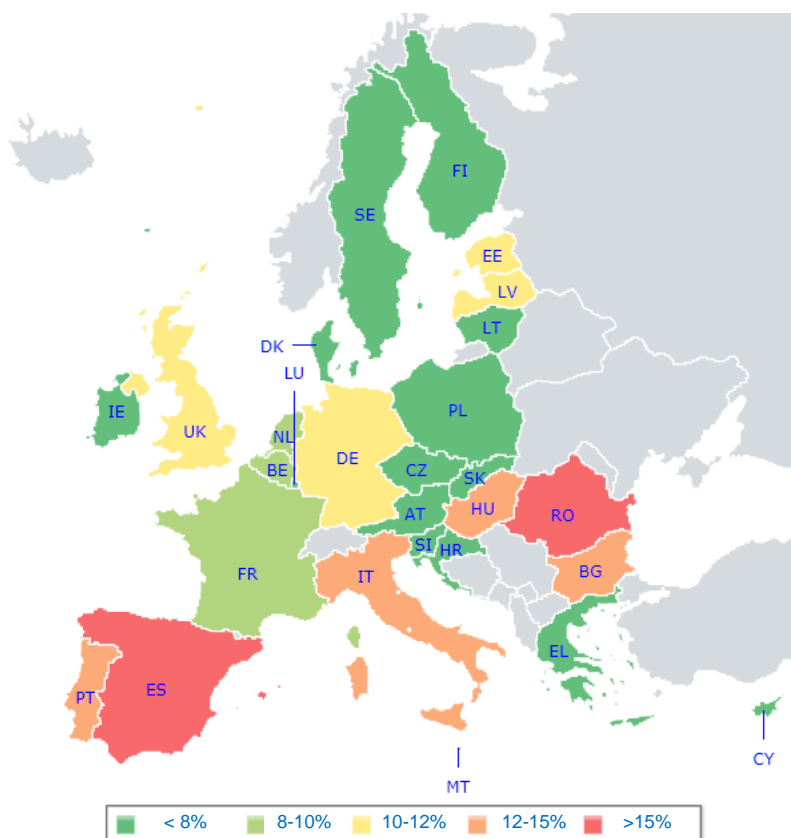 FI
SE
EE
LV
LT
DK
LU
PL
IE
UK
NL
BE
DE
CZ
SK
AT
HU
RO
SI
HR
FR
IT
BG
EL
PT
ES
CY
MT
< 8% 8-10% 10-12% 12-15% >15%